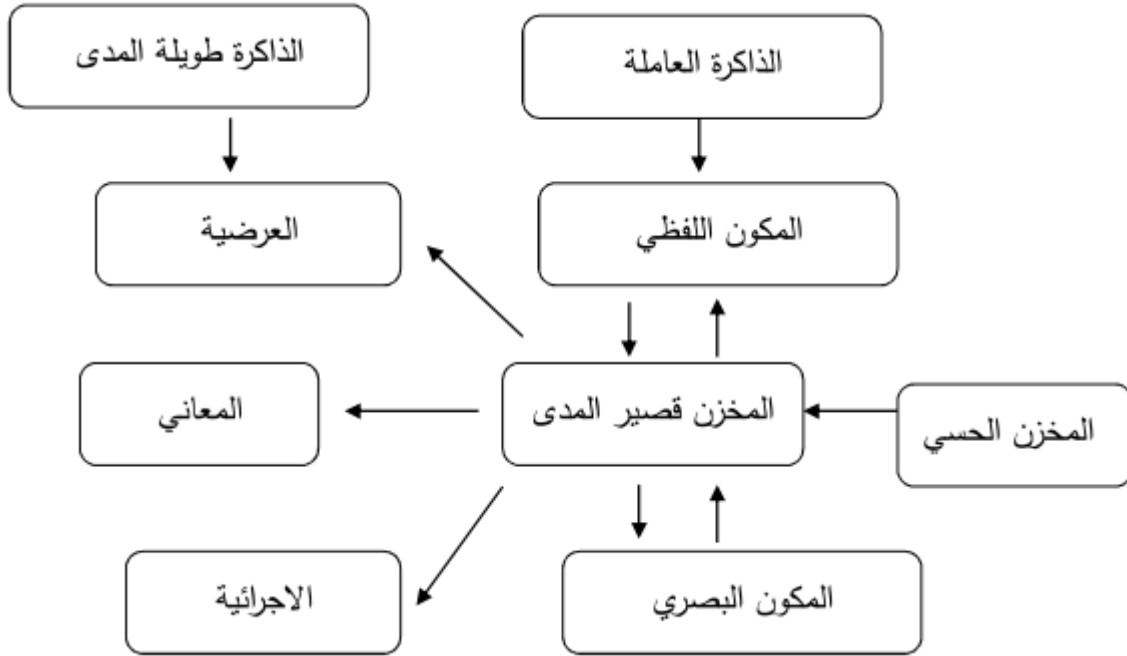 الذاكرة العاملة
الذاكرة طويلة المدى
المكون اللفظي
العرضية
المخزن الحسي
المخزن قصير المدى
المعاني
المكون البصري
الاجرائية